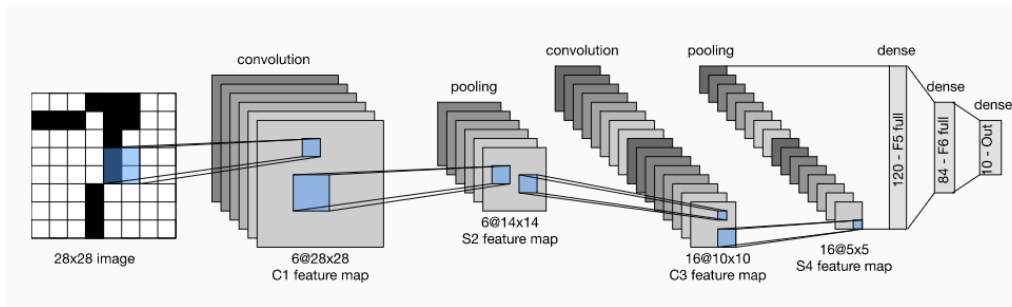 convolution
convolution
pooling
dense
dense
dense
pooling
120 - F5 full
84 - F6 full
10 - Out
28x28 image
6@28x28
C1 feature map
6@14x14
S2 feature map
16@10x10
C3 feature map
16@5x5
S4 feature map